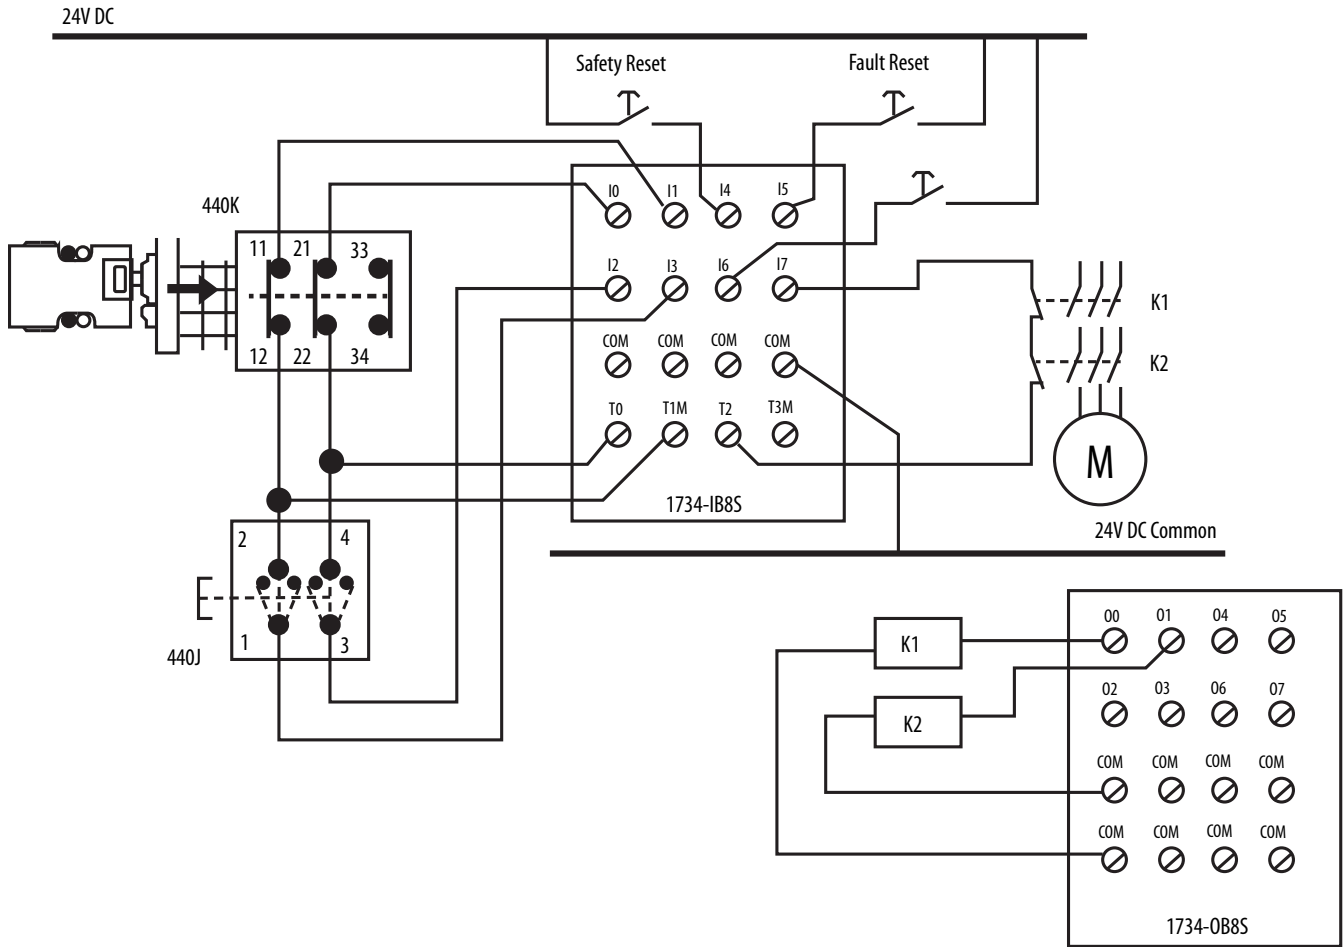 24V DC
Safety Reset
Fault Reset
440K
11 21 33
12 22 34
I0 I1 I4 I5
I2 I3 I6 I7
COM COM COM COM
T0 T1M T2 T3M
1734-IB8S
K1
K2
M
24V DC Common
2 4
1 3
440J
K1
K2
O0 O1 O4 O5
O2 O3 O6 O7
COM COM COM COM
COM COM COM COM
1734-OB8S